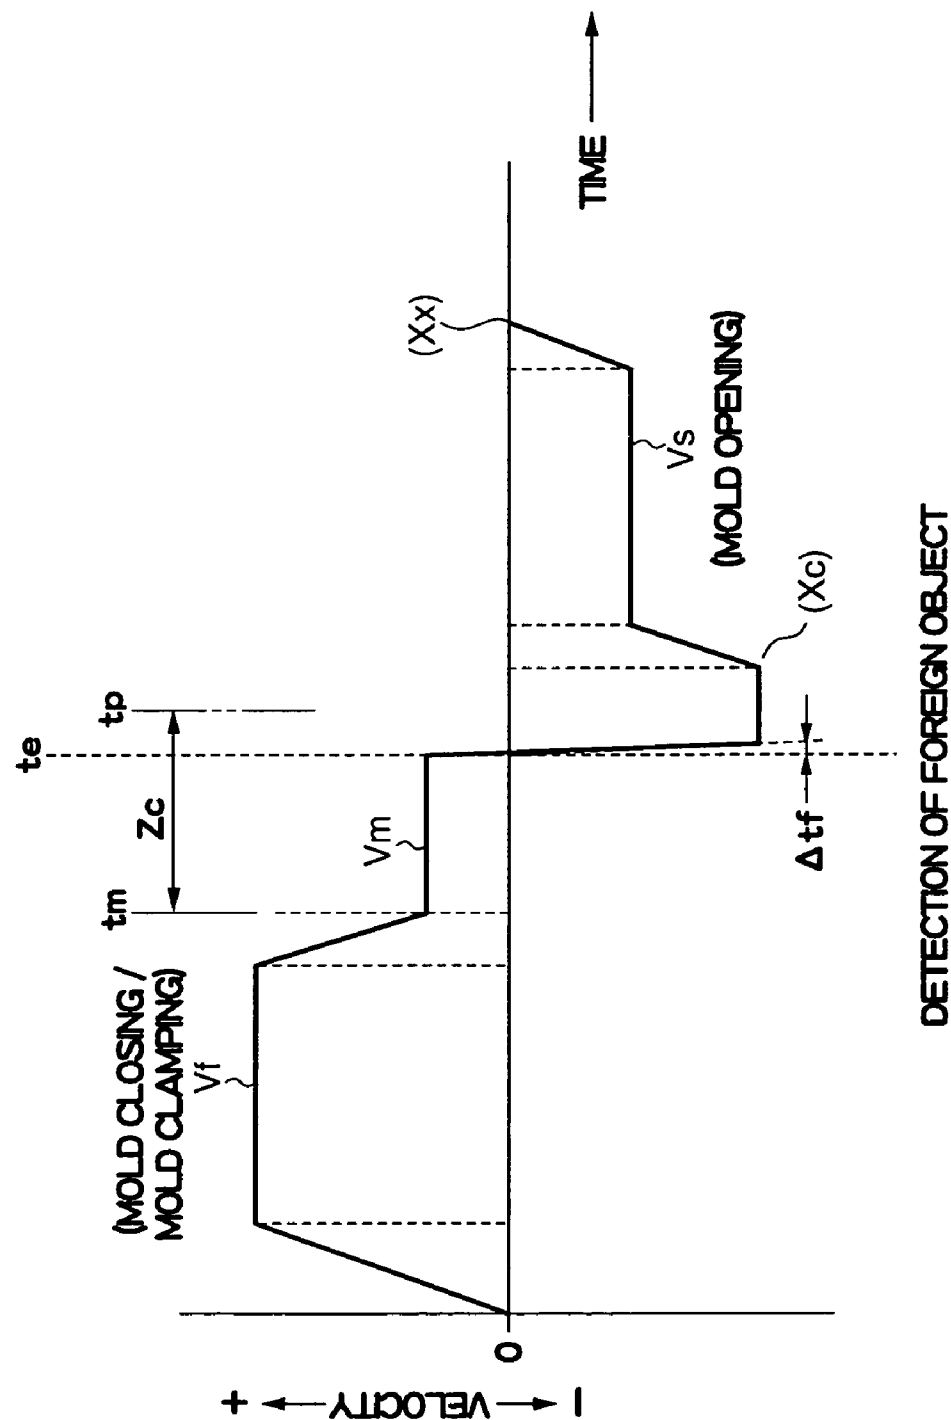 te
tm
Zc
tp
(MOLD CLOSING /
MOLD CLAMPING)
Vf
Vm
(Xx)
+
VELOCITY
−
0
TIME
Vs
(MOLD OPENING)
(Xc)
Δtf
DETECTION OF FOREIGN OBJECT